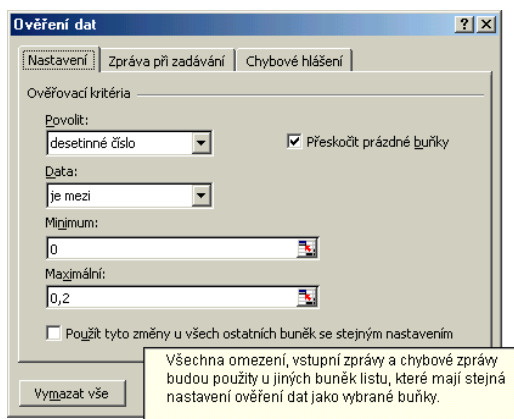 Ověření dat
Nastavení Zpráva při zadávání Chybové hlášení
Ověřovací kritéria
Povolit:
desetinné číslo Přeskočit prázdné buňky
Data:
je mezi
Minimum:
0
Maximální:
0,2
Použít tyto změny u všech ostatních buněk se stejným nastavením
Všechna omezení, vstupní zprávy a chybové zprávy
budou použity u jiných buněk listu, které mají stejná
nastavení ověření dat jako vybrané buňky.
Vymazat vše